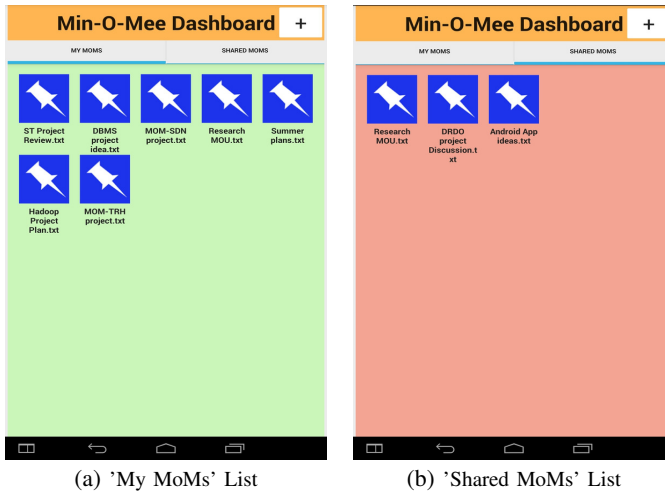 Min-O-Mee Dashboard +
MY MOMS SHARED MOMS
ST Project
Review.txt
DBMS
project
idea.txt
MOM-SDN
project.txt
Research
MOU.txt
Summer
plans.txt
Hadoop
Project
Plan.txt
MOM-TRH
project.txt
(a) 'My MoMs' List
Min-O-Mee Dashboard +
MY MOMS SHARED MOMS
Research
MOU.txt
DRDO
project
Discussion.t
xt
Android App
ideas.txt
(b) 'Shared MoMs' List